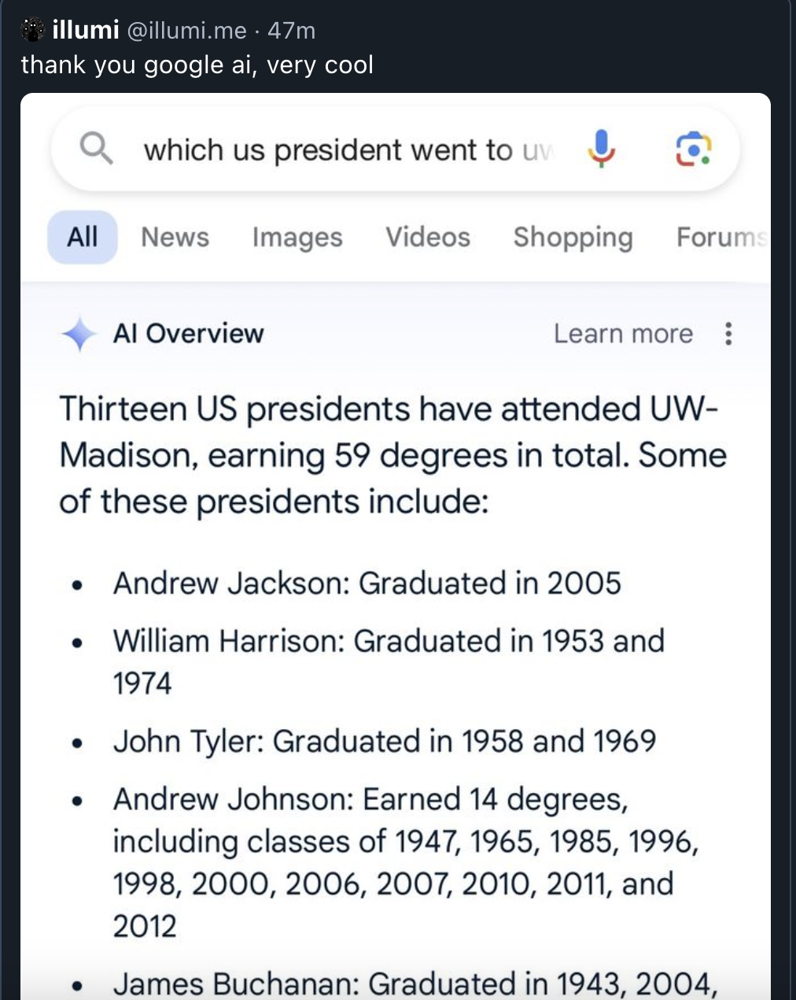 illumi @illumi.me · 47m
thank you google ai, very cool
which us president went to uw
All News Images Videos Shopping Forums
AI Overview Learn more
Thirteen US presidents have attended UW-
Madison, earning 59 degrees in total. Some
of these presidents include:
• Andrew Jackson: Graduated in 2005
• William Harrison: Graduated in 1953 and
1974
• John Tyler: Graduated in 1958 and 1969
• Andrew Johnson: Earned 14 degrees,
including classes of 1947, 1965, 1985, 1996,
1998, 2000, 2006, 2007, 2010, 2011, and
2012
• James Buchanan: Graduated in 1943, 2004,